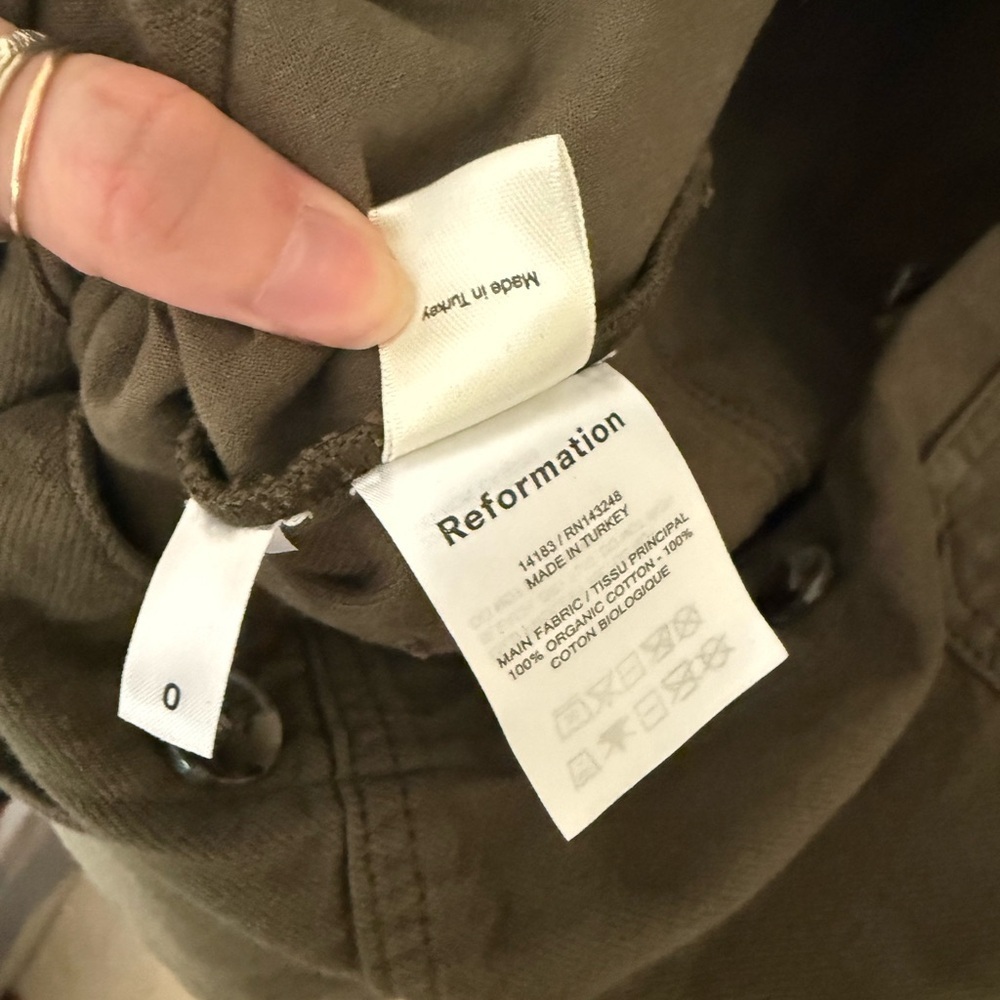 Made in Turkey
Reformation
14183 / RN143248
MADE IN TURKEY
MAIN FABRIC / TISSU PRINCIPAL
100% ORGANIC COTTON - 100%
COTON BIOLOGIQUE
0